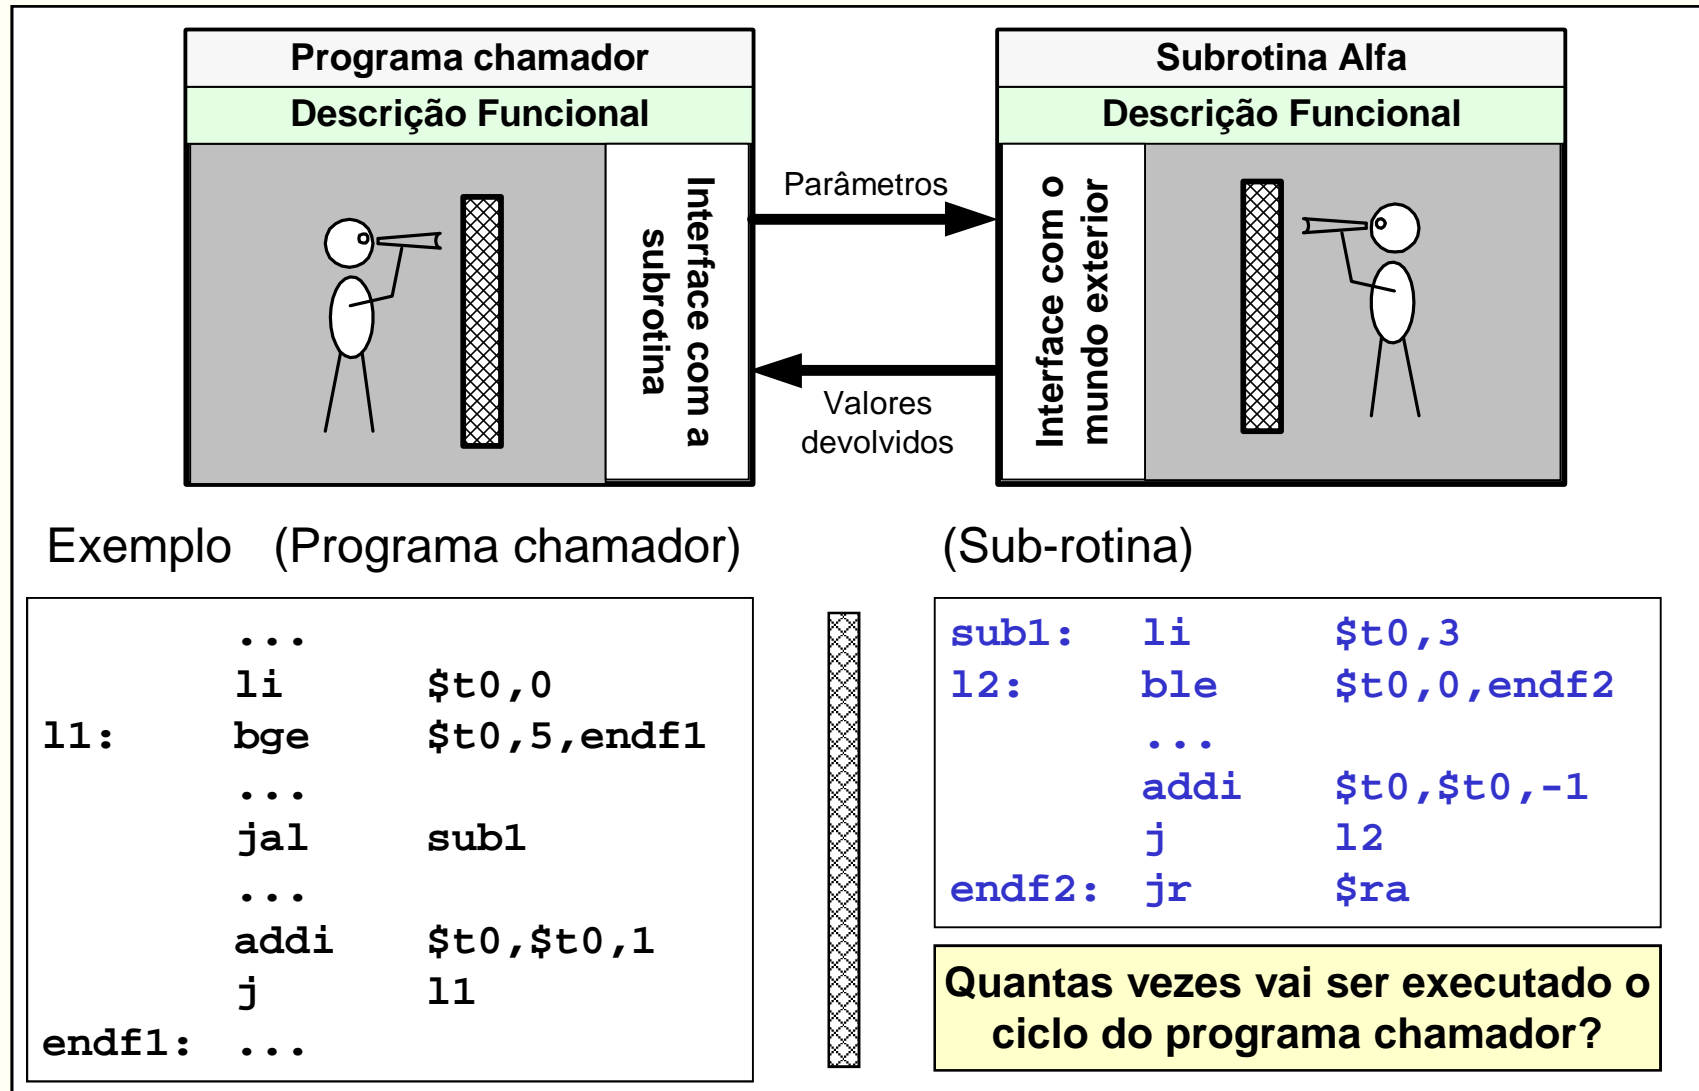 Programa chamador
Descrição Funcional
Interface com a
subrotina
Parâmetros
Valores
devolvidos
Subrotina Alfa
Descrição Funcional
Interface com o
mundo exterior
Exemplo (Programa chamador)
...
li $t0,0
l1: bge $t0,5,endf1
...
jal sub1
...
addi $t0,$t0,1
j l1
endf1: ...
(Sub-rotina)
sub1: li $t0,3
l2: ble $t0,0,endf2
...
addi $t0,$t0,-1
j l2
endf2: jr $ra
Quantas vezes vai ser executado o
ciclo do programa chamador?